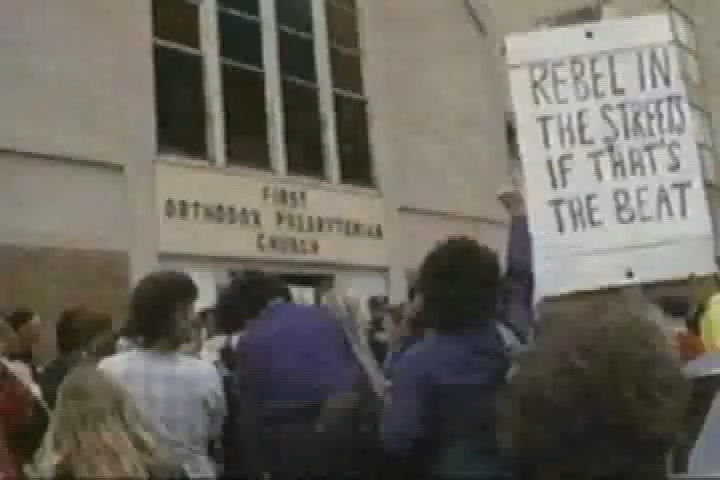 FIRST
ORTHODOX PRESBYTERIAN
CHURCH
REBEL IN
THE STREETS
IF THAT'S
THE BEAT